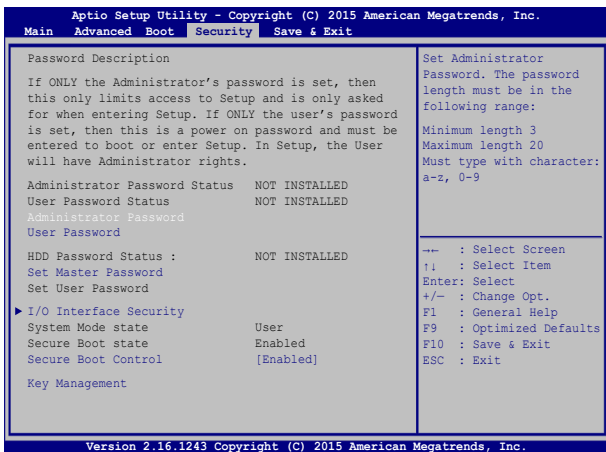 Aptio Setup Utility - Copyright (C) 2015 American Megatrends, Inc.
Main Advanced Boot Security Save & Exit
Password Description
If ONLY the Administrator's password is set, then
this only limits access to Setup and is only asked
for when entering Setup. If ONLY the user's password
is set, then this is a power on password and must be
entered to boot or enter Setup. In Setup, the User
will have Administrator rights.
Administrator Password Status NOT INSTALLED
User Password Status NOT INSTALLED
Administrator Password
User Password
HDD Password Status : NOT INSTALLED
Set Master Password
Set User Password
I/O Interface Security
System Mode state User
Secure Boot state Enabled
Secure Boot Control [Enabled]
Key Management
Set Administrator
Password. The password
length must be in the
following range:
Minimum length 3
Maximum length 20
Must type with character:
a-z, 0-9
→← : Select Screen
↑↓ : Select Item
Enter: Select
+/— : Change Opt.
F1 : General Help
F9 : Optimized Defaults
F10 : Save & Exit
ESC : Exit
Version 2.16.1243 Copyright (C) 2015 American Megatrends, Inc.